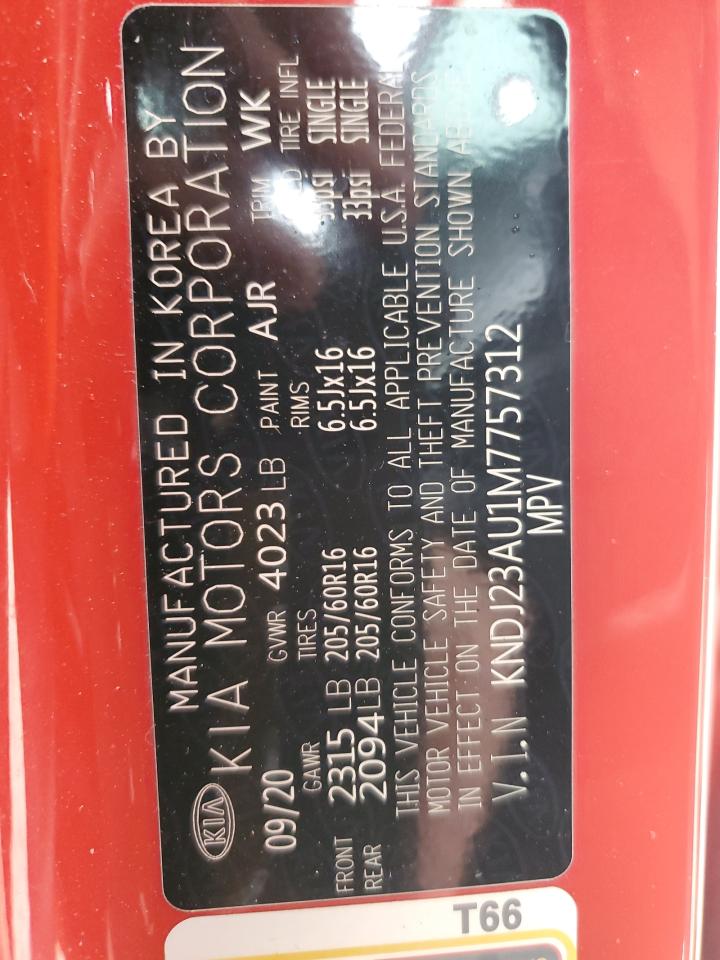 KIA
MANUFACTURED IN KOREA BY
KIA MOTORS CORPORATION
09/20 GVWR 4023 LB PAINT AJR TRIM WK
GAWR TIRES RIMS TIRE INFL
FRONT 2315 LB 205/60R16 6.5Jx16 SINGLE
REAR 2094 LB 205/60R16 6.5Jx16 33psi SINGLE
THIS VEHICLE CONFORMS TO ALL APPLICABLE U.S.A. FEDERAL
MOTOR VEHICLE SAFETY AND THEFT PREVENTION STANDARDS
IN EFFECT ON THE DATE OF MANUFACTURE SHOWN ABOVE
V.I.N KNDJ23AU1M7757312
MPV
T66